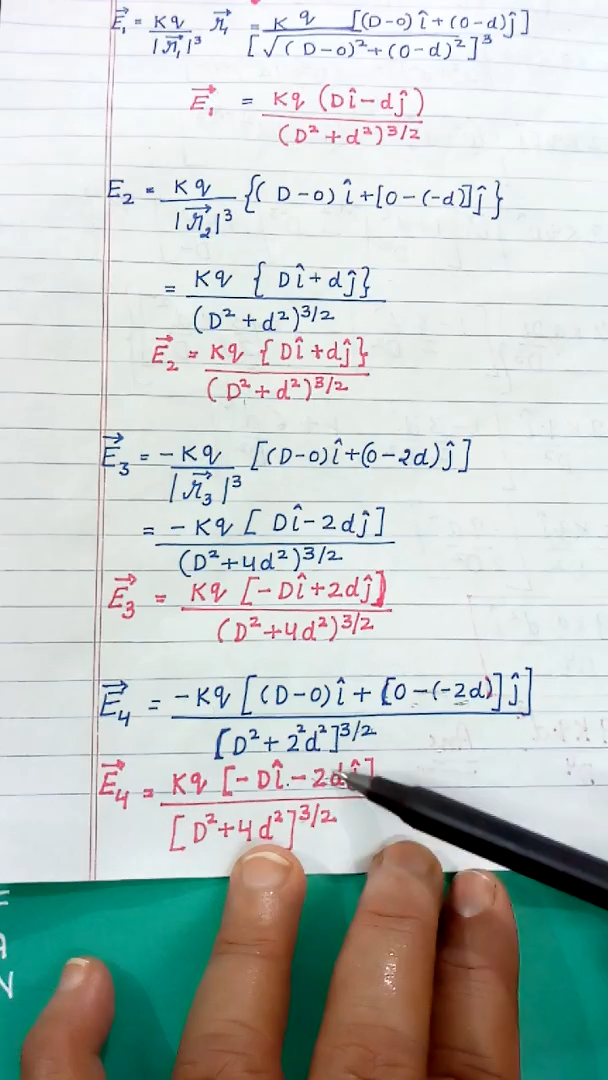 E⃗₁ = Kq/|r⃗₁|³ r⃗₁ = Kq [(D-0)î+(0-d)ĵ]/[√(D-0)²+(0-d)²]³
E⃗₁ = Kq (Dî-dĵ)/(D²+d²)^3/2
E₂ = Kq/|r⃗₂|³ {(D-0)î+[0-(-d)]ĵ}
= Kq {Dî+dĵ}/(D²+d²)^3/2
E⃗₂ = Kq {Dî+dĵ}/(D²+d²)^3/2
E⃗₃ = -Kq/|r⃗₃|³ [(D-0)î+(0-2d)ĵ]
= -Kq [Dî-2dĵ]/(D²+4d²)^3/2
E⃗₃ = Kq [-Dî+2dĵ]/(D²+4d²)^3/2
E⃗₄ = -Kq [(D-0)î+[0-(-2d)]ĵ]/[D²+2²d²]^3/2
E⃗₄ = Kq [-Dî-2dĵ]/[D²+4d²]^3/2
A
N